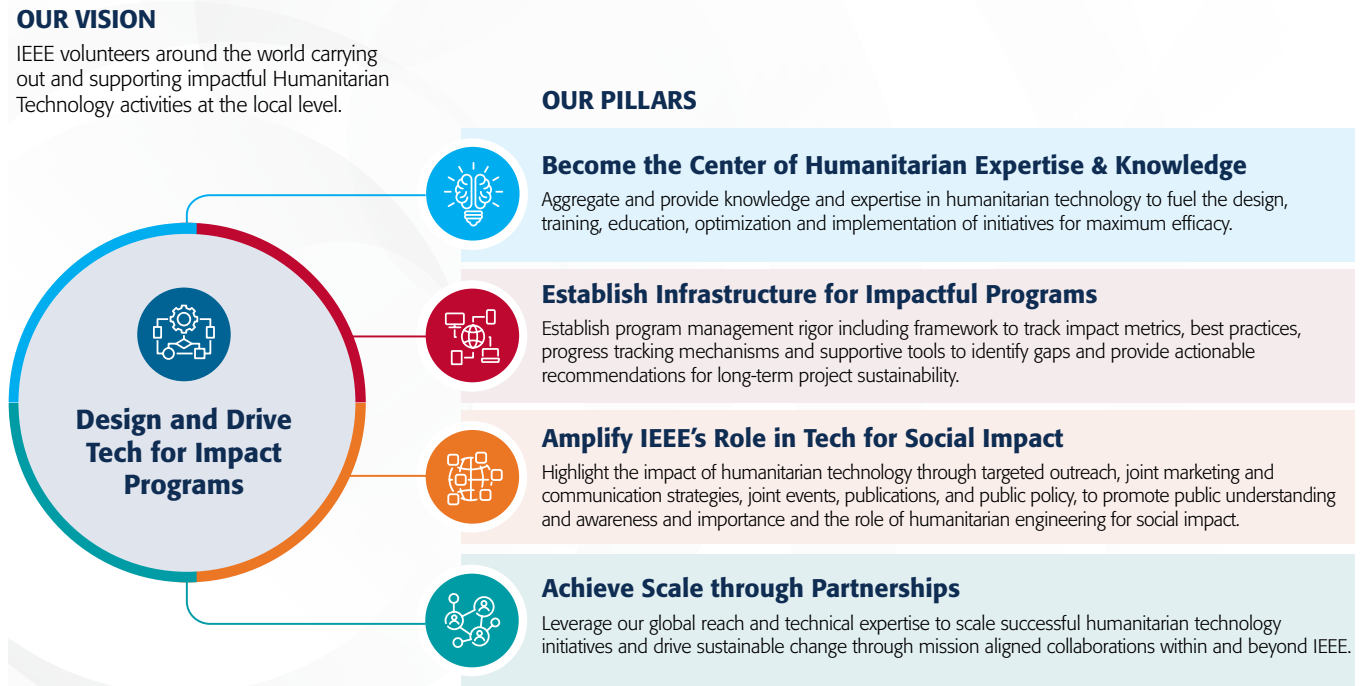 OUR VISION
IEEE volunteers around the world carrying
out and supporting impactful Humanitarian
Technology activities at the local level.
OUR PILLARS
Design and Drive
Tech for Impact
Programs
Become the Center of Humanitarian Expertise & Knowledge
Aggregate and provide knowledge and expertise in humanitarian technology to fuel the design,
training, education, optimization and implementation of initiatives for maximum efficacy.
Establish Infrastructure for Impactful Programs
Establish program management rigor including framework to track impact metrics, best practices,
progress tracking mechanisms and supportive tools to identify gaps and provide actionable
recommendations for long-term project sustainability.
Amplify IEEE’s Role in Tech for Social Impact
Highlight the impact of humanitarian technology through targeted outreach, joint marketing and
communication strategies, joint events, publications, and public policy, to promote public understanding
and awareness and importance and the role of humanitarian engineering for social impact.
Achieve Scale through Partnerships
Leverage our global reach and technical expertise to scale successful humanitarian technology
initiatives and drive sustainable change through mission aligned collaborations within and beyond IEEE.